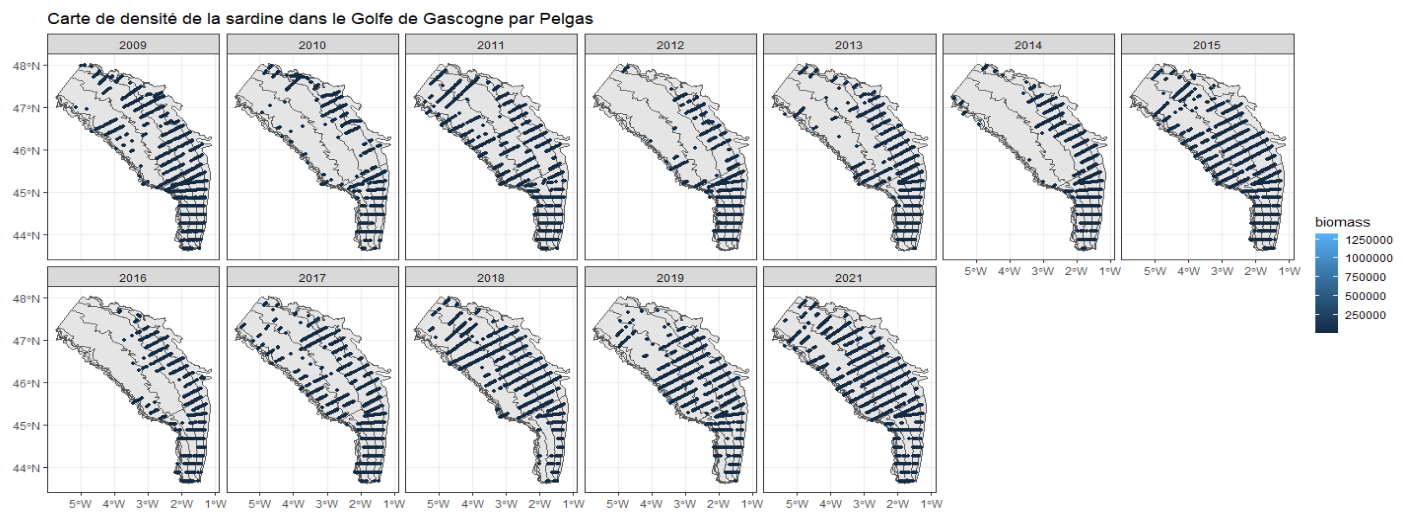 Carte de densité de la sardine dans le Golfe de Gascogne par Pelgas
2009 2010 2011 2012 2013 2014 2015
48°N
47°N
46°N
45°N
44°N
5°W 4°W 3°W 2°W 1°W 5°W 4°W 3°W 2°W 1°W
biomass
1250000
1000000
750000
500000
250000
2016 2017 2018 2019 2021
48°N
47°N
46°N
45°N
44°N
5°W 4°W 3°W 2°W 1°W 5°W 4°W 3°W 2°W 1°W 5°W 4°W 3°W 2°W 1°W 5°W 4°W 3°W 2°W 1°W 5°W 4°W 3°W 2°W 1°W